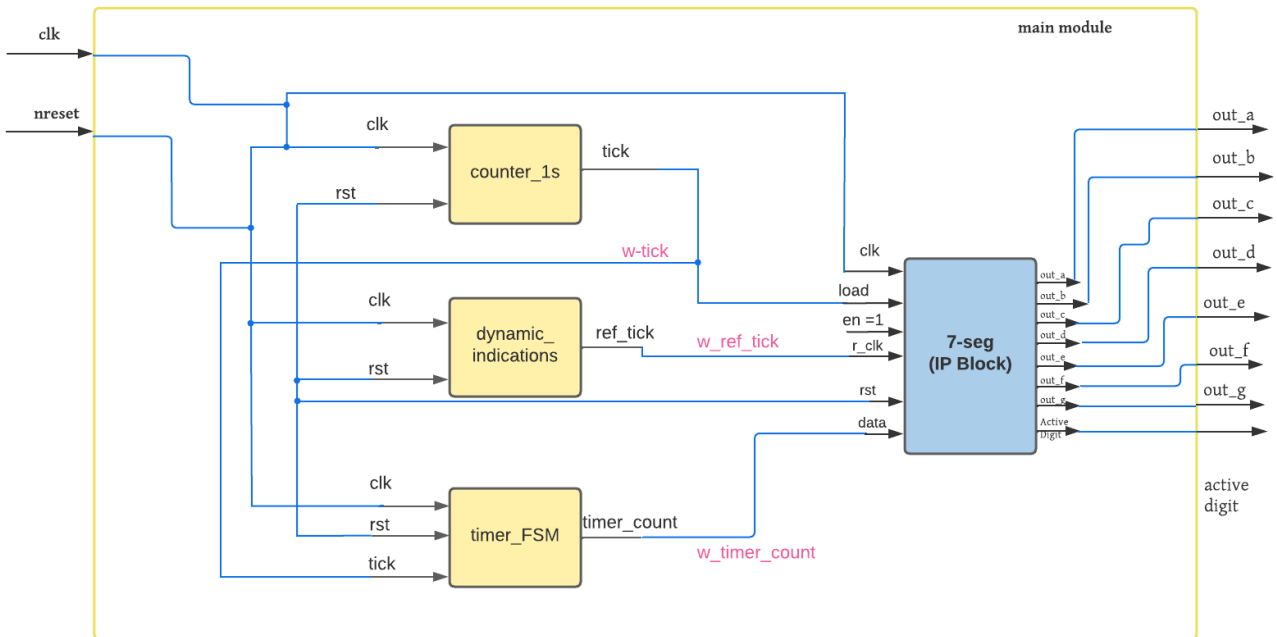 main module
clk
nreset
clk
rst
counter_1s
tick
w-tick
clk
rst
dynamic_
indications
ref_tick
w_ref_tick
clk
rst
tick
timer_FSM
timer_count
w_timer_count
clk
load
en =1
r_clk
rst
data
7-seg
(IP Block)
out_a
out_b
out_c
out_d
out_e
out_f
out_g
Active
Digit
out_a
out_b
out_c
out_d
out_e
out_f
out_g
active
digit